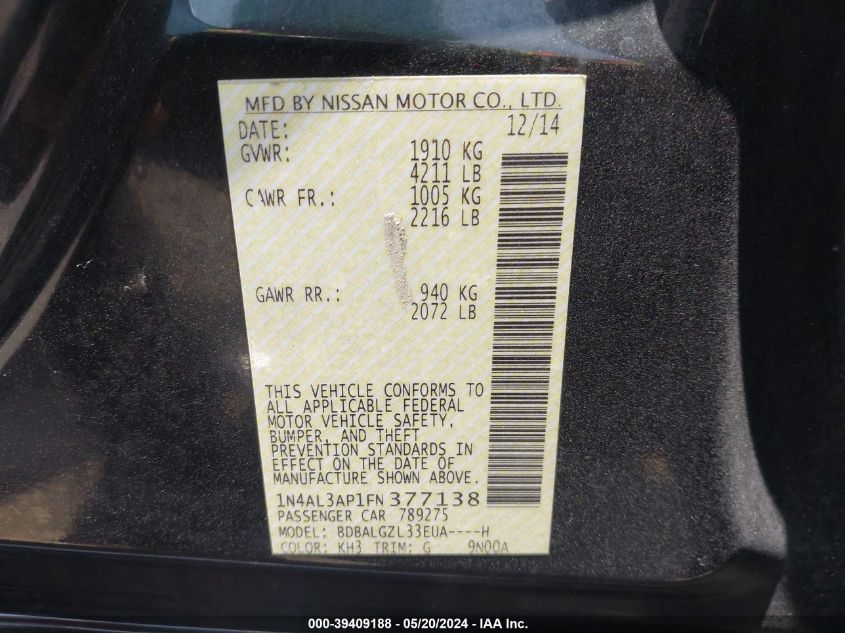 MFD BY NISSAN MOTOR CO., LTD.
DATE: 12/14
GVWR: 1910 KG
4211 LB
GAWR FR.: 1005 KG
2216 LB
GAWR RR.: 940 KG
2072 LB
THIS VEHICLE CONFORMS TO
ALL APPLICABLE FEDERAL
MOTOR VEHICLE SAFETY,
BUMPER, AND THEFT
PREVENTION STANDARDS IN
EFFECT ON THE DATE OF
MANUFACTURE SHOWN ABOVE.
1N4AL3AP1FN377138
PASSENGER CAR 789275
MODEL: BDBALGZL33EUA----H
COLOR: KH3 TRIM: G 9N00A
000-39409188 - 05/20/2024 - IAA Inc.